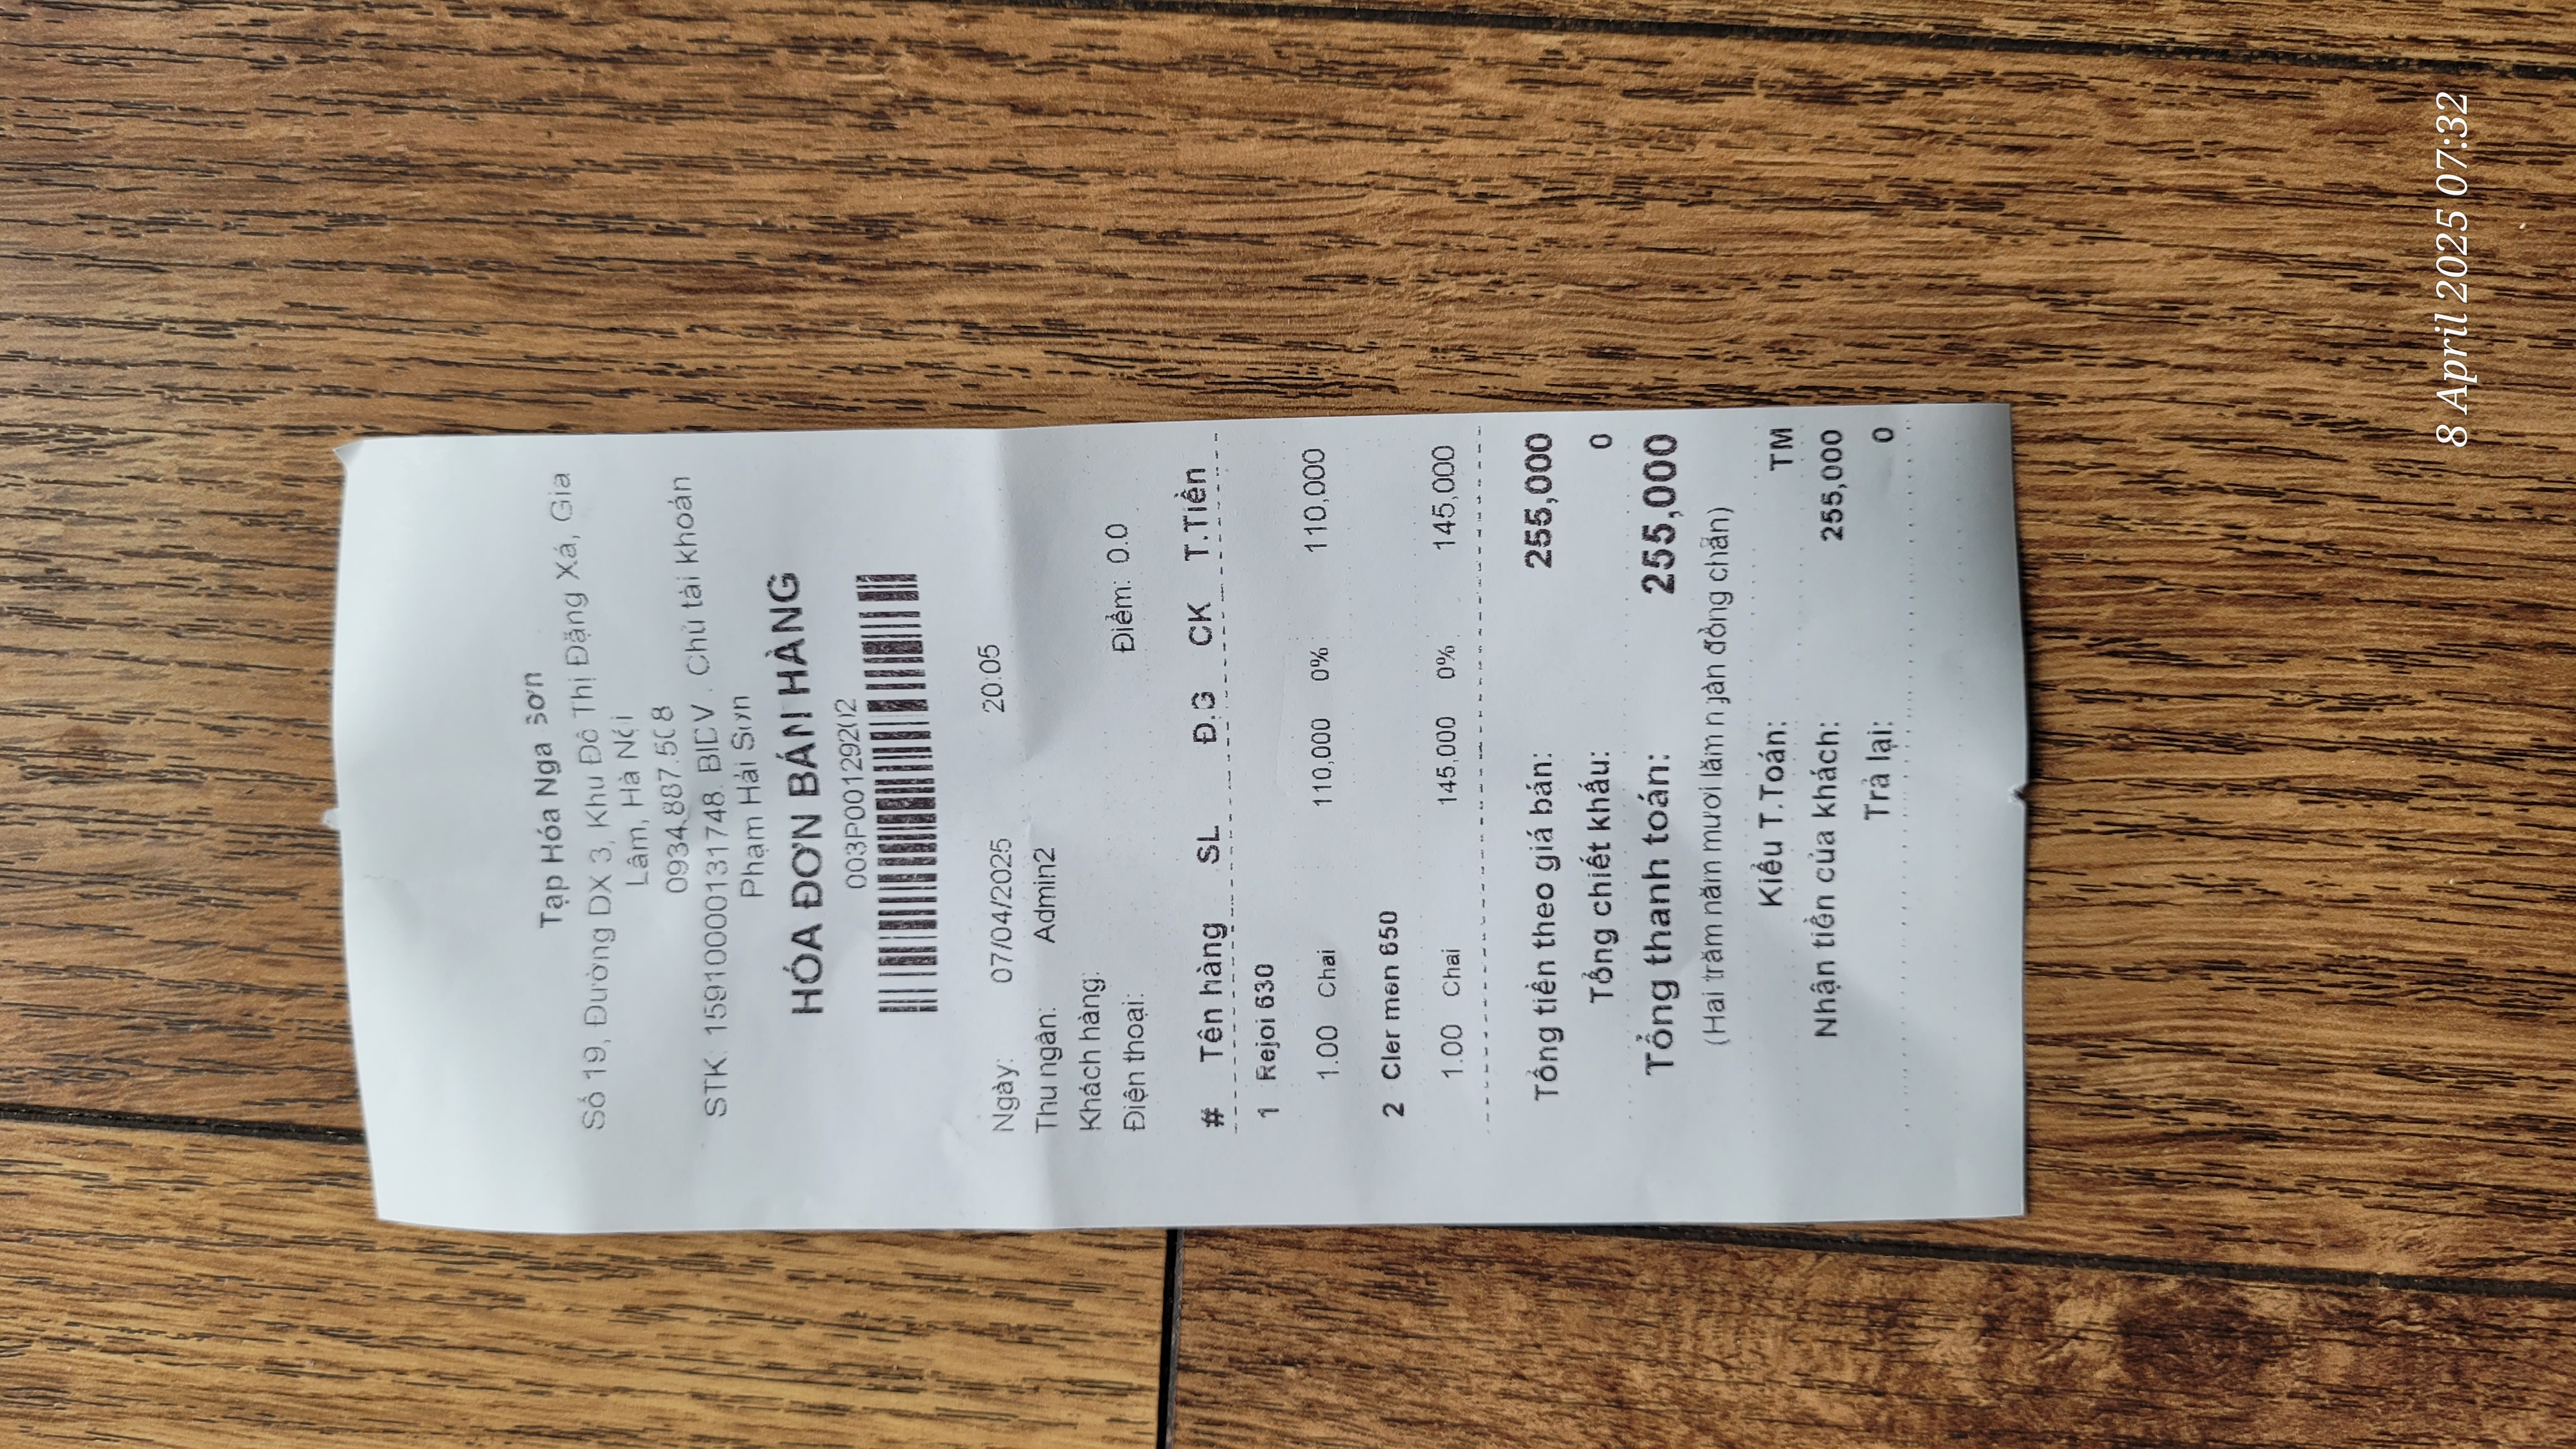 Tạp Hóa Nga Sơn
Số 19, Đường DX 3, Khu Đô Thị Đặng Xá, Gia
Lâm, Hà Nội
0934.887.508
STK: 15910000131748. BIDV . Chủ tài khoản
Phạm Hải Sơn
HÓA ĐƠN BÁN HÀNG
003P00129202
Ngày: 07/04/2025 20:05
Thu ngân: Admin2
Khách hàng:
Điện thoại: Điểm: 0.0
# Tên hàng SL Đ.G CK T.Tiền
1 Rejoi 630
1.00 Chai 110,000 0% 110,000
2 Cler men 650
1.00 Chai 145,000 0% 145,000
Tổng tiền theo giá bán: 255,000
Tổng chiết khấu: 0
Tổng thanh toán: 255,000
(Hai trăm năm mươi lăm ngàn đồng chẵn)
Kiểu T.Toán: TM
Nhận tiền của khách: 255,000
Trả lại: 0
8 April 2025 07:32